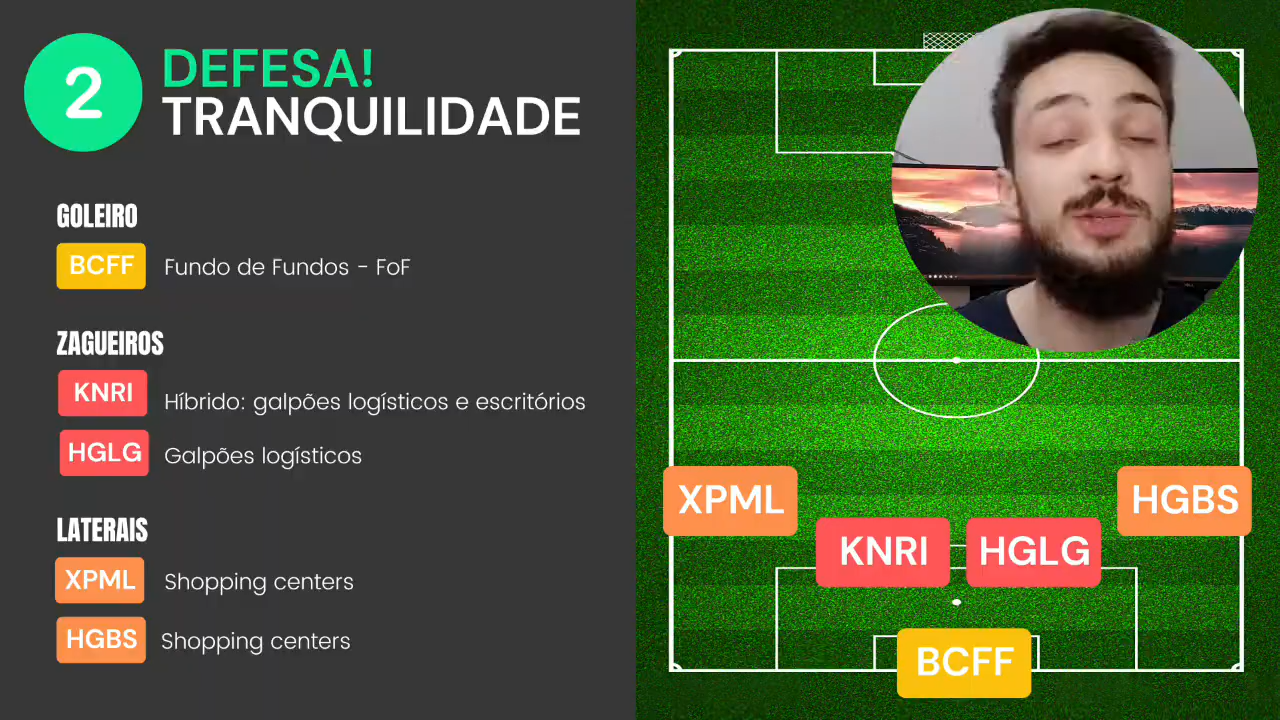 2
DEFESA!
TRANQUILIDADE
GOLEIRO
BCFF Fundo de Fundos - FoF
ZAGUEIROS
KNRI Híbrido: galpões logísticos e escritórios
HGLG Galpões logísticos
LATERAIS
XPML Shopping centers
HGBS Shopping centers
XPML HGBS
KNRI HGLG
BCFF